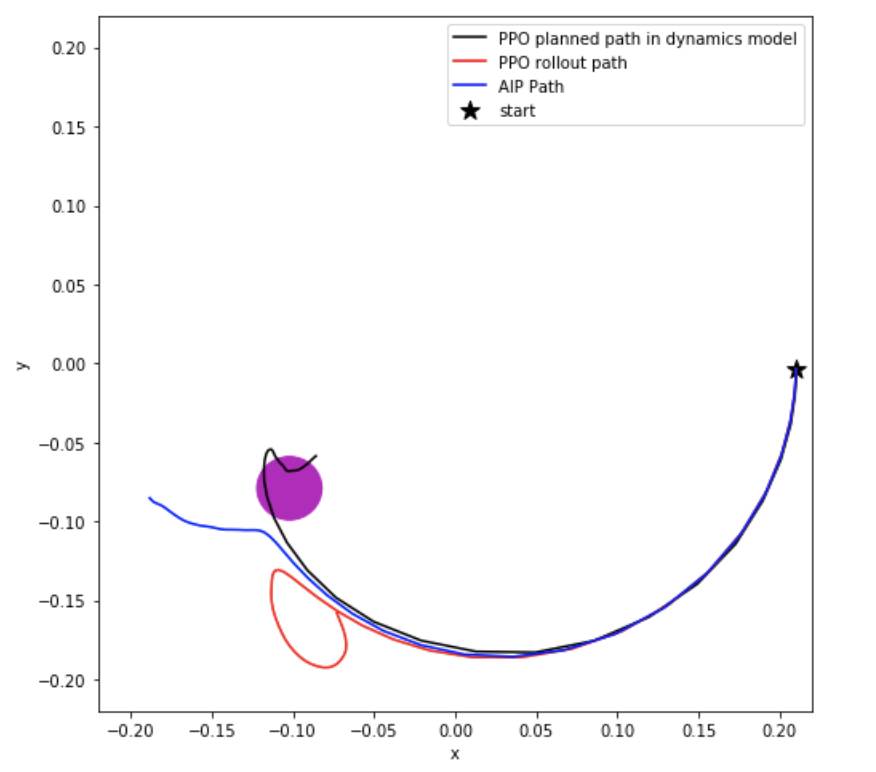 PPO planned path in dynamics model
PPO rollout path
AIP Path
start
0.20
0.15
0.10
0.05
0.00
−0.05
−0.10
−0.15
−0.20
y
−0.20 −0.15 −0.10 −0.05 0.00 0.05 0.10 0.15 0.20
x